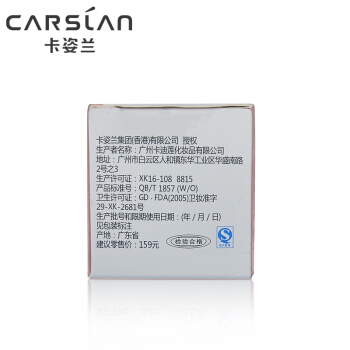 CARSLAN
卡姿兰
卡姿兰集团(香港)有限公司 授权
生产者名称：广州卡迪莲化妆品有限公司
地址：广州市白云区人和镇东华工业区华盛南路
2号之3
生产许可证：XK16-108 8815
产品标准号：QB/T 1857 (W/O)
卫生许可证：GD·FDA(2005)卫妆准字
29-XK-2681号
生产批号和限期使用日期：(年/月/日)
见包装标注
产地：广东省
建议零售价：159元
检验合格